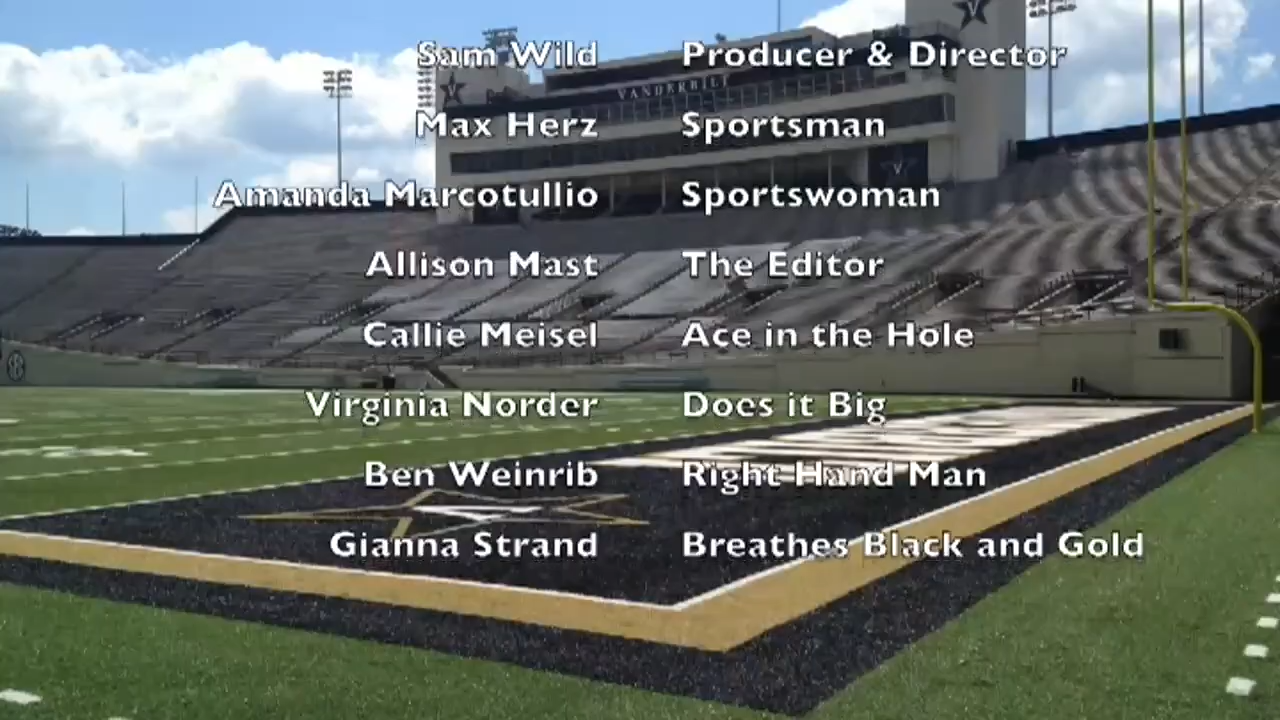 Sam Wild Producer & Director
VANDERBILT
Max Herz Sportsman
Amanda Marcotullio Sportswoman
Allison Mast The Editor
Callie Meisel Ace in the Hole
Virginia Norder Does it Big
Ben Weinrib Right Hand Man
Gianna Strand Breathes Black and Gold